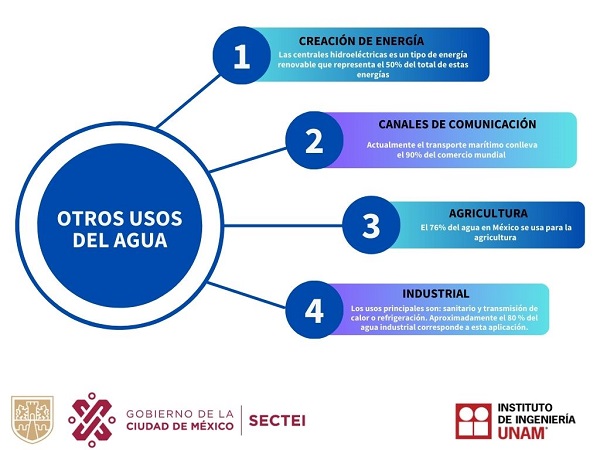 OTROS USOS
DEL AGUA
1
CREACIÓN DE ENERGÍA
Las centrales hidroeléctricas es un tipo de energía
renovable que representa el 50% del total de estas
energías
2
CANALES DE COMUNICACIÓN
Actualmente el transporte marítimo conlleva
el 90% del comercio mundial
3
AGRICULTURA
El 76% del agua en México se usa para la
agricultura
4
INDUSTRIAL
Los usos principales son: sanitario y transmisión de
calor o refrigeración. Aproximadamente el 80 % del
agua industrial corresponde a esta aplicación.
GOBIERNO DE LA
CIUDAD DE MÉXICO
SECTEI
INSTITUTO
DE INGENIERÍA
UNAM